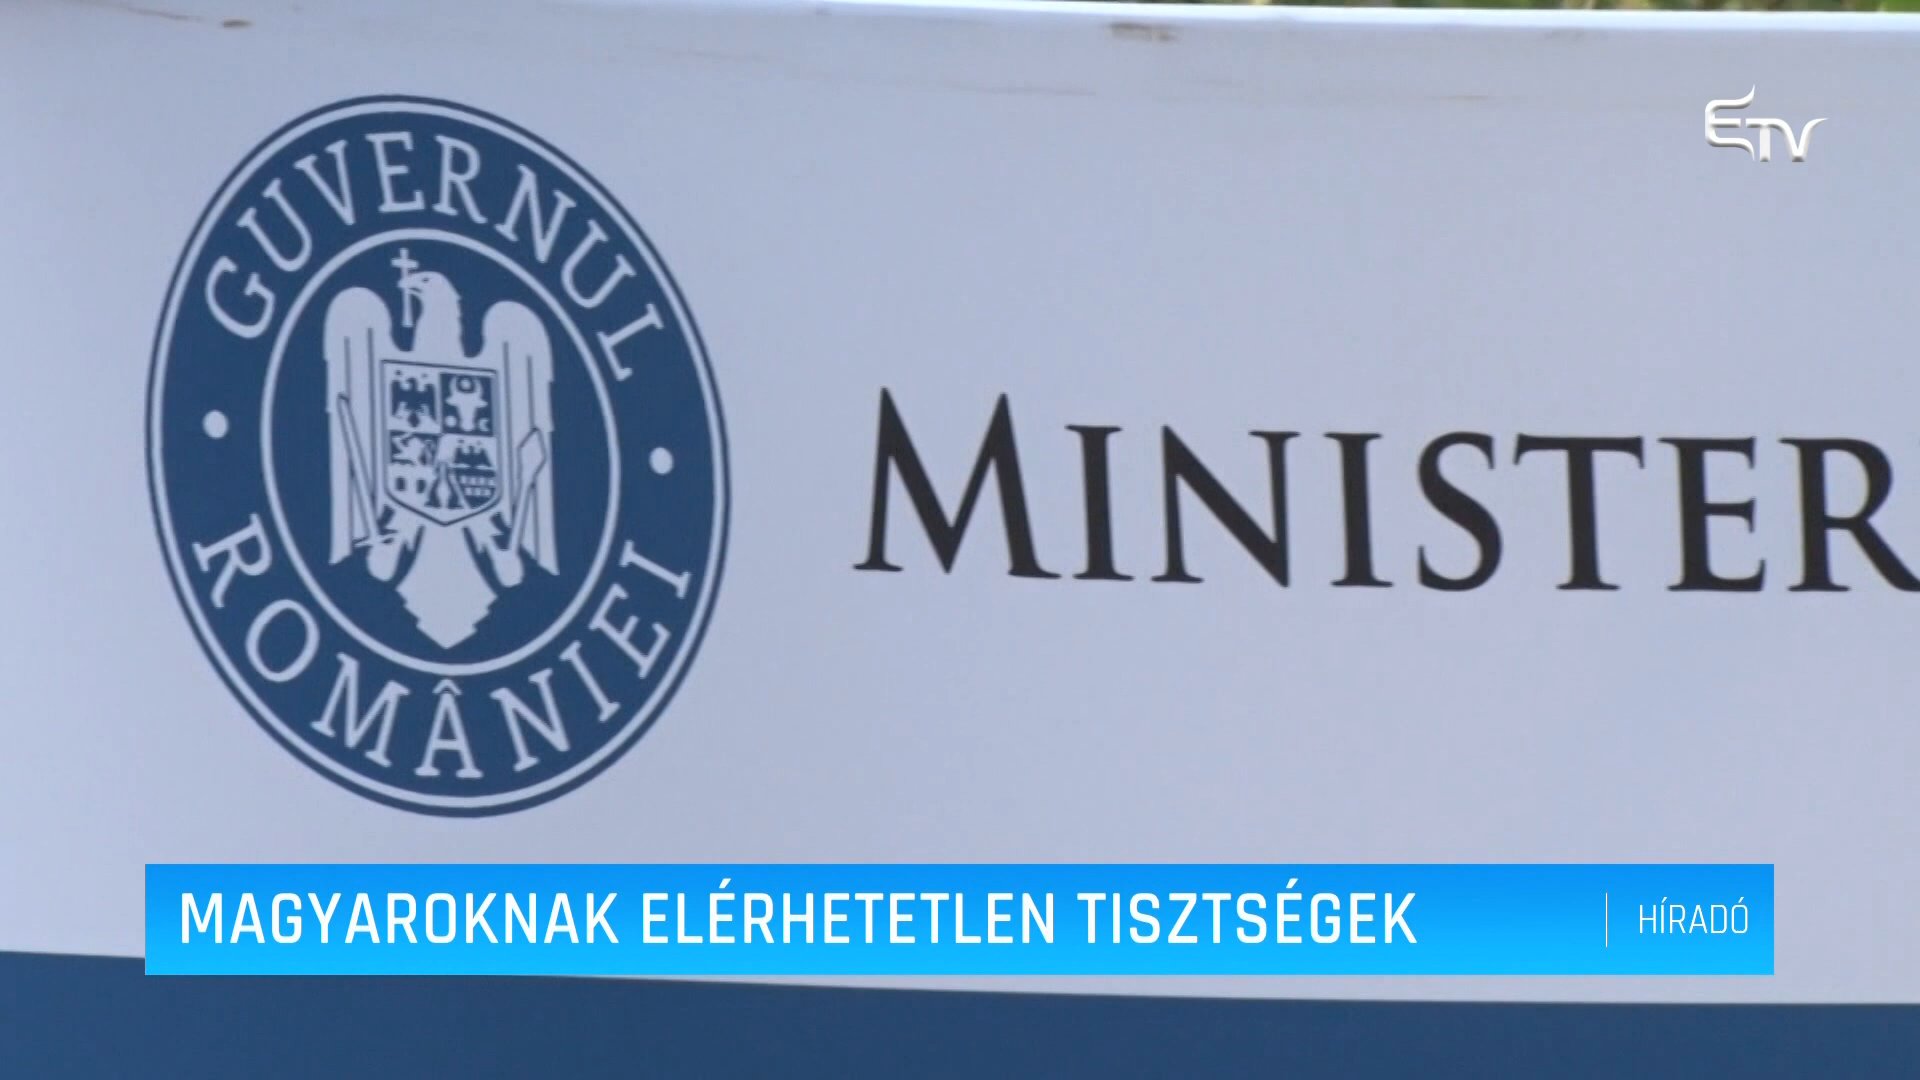 ETV
GUVERNUL
ROMÂNIEI
MINISTER
MAGYAROKNAK ELÉRHETETLEN TISZTSÉGEK
HÍRADÓ